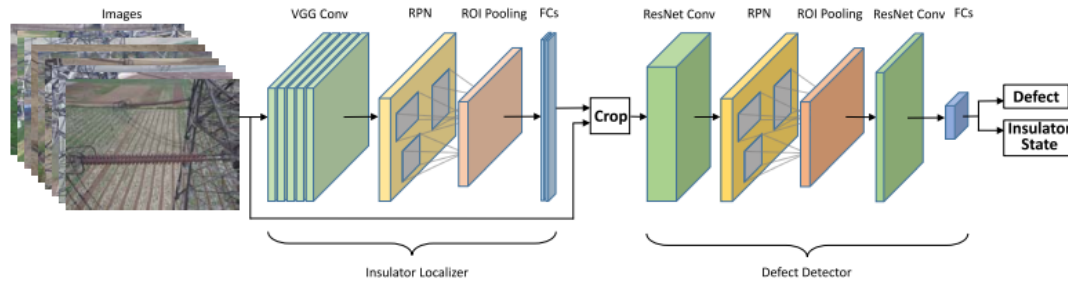 Images
VGG Conv
RPN
ROI Pooling
FCs
ResNet Conv
RPN
ROI Pooling
ResNet Conv
FCs
Crop
Defect
Insulator
State
Insulator Localizer
Defect Detector